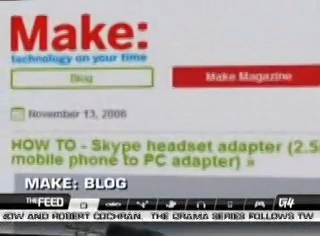 Make:
technology on your time
Blog
Make Magazine
November 13, 2006
HOW TO - Skype headset adapter (2.5
mobile phone to PC adapter) »
MAKE: BLOG
THE FEED
G4
OW AND ROBERT COCHRAN. THE DRAMA SERIES FOLLOWS TW